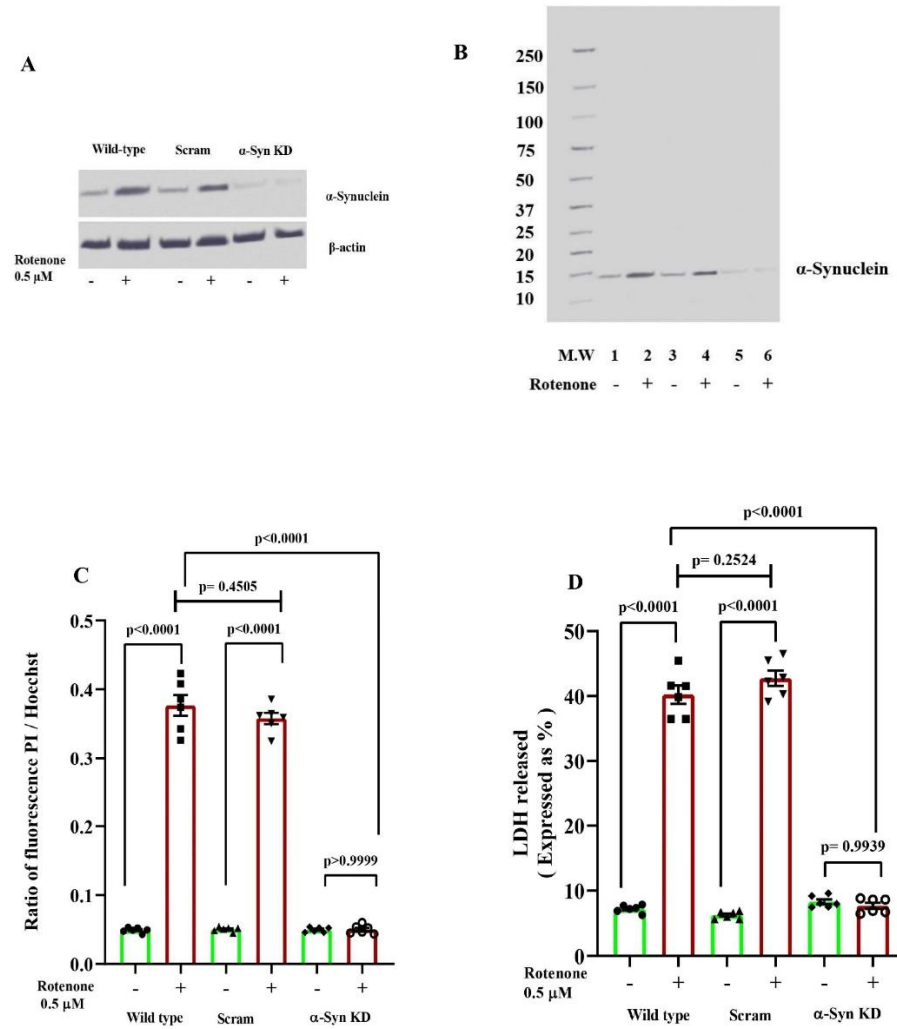 A
Wild-type Scram α-Syn KD
α-Synuclein
β-actin
Rotenone
0.5 μM - + - + - +
B
250
150
100
75
50
37
25
20
15
10
α-Synuclein
M.W 1 2 3 4 5 6
Rotenone - + - + - +
C
p<0.0001
p= 0.4505
p<0.0001 p<0.0001
p>0.9999
Ratio of fluorescence PI / Hoechst
0.5
0.4
0.3
0.2
0.1
0.0
Rotenone - + - + - +
0.5 μM
Wild type Scram α-Syn KD
D
p<0.0001
p= 0.2524
p<0.0001 p<0.0001
p= 0.9939
LDH released
( Expressed as % )
50
40
30
20
10
0
Rotenone - + - + - +
0.5 μM
Wild type Scram α-Syn KD